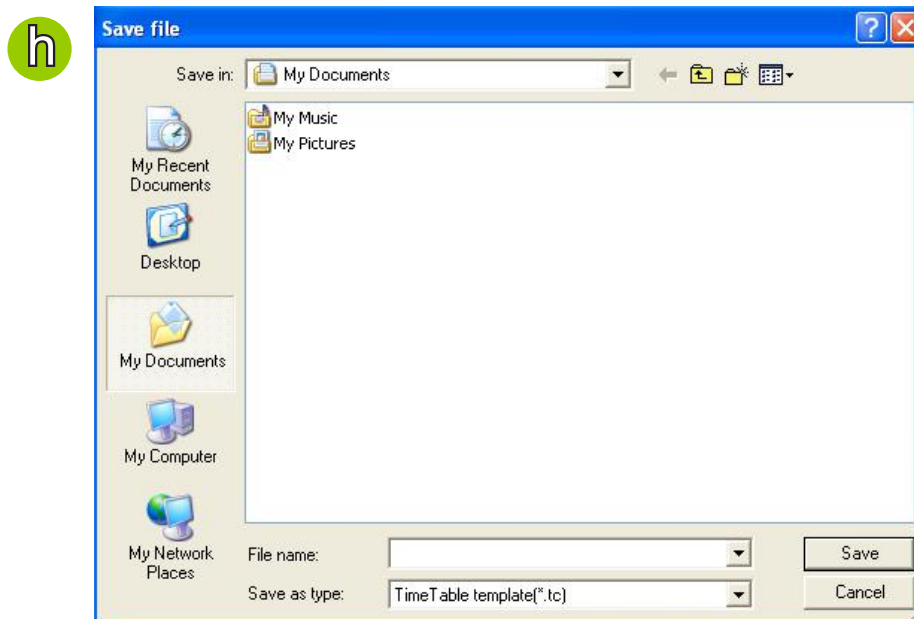 h
Save file
Save in:
My Documents
My Music
My Pictures
My Recent
Documents
Desktop
My Documents
My Computer
My Network
Places
File name:
Save
Save as type:
TimeTable template(*.tc)
Cancel